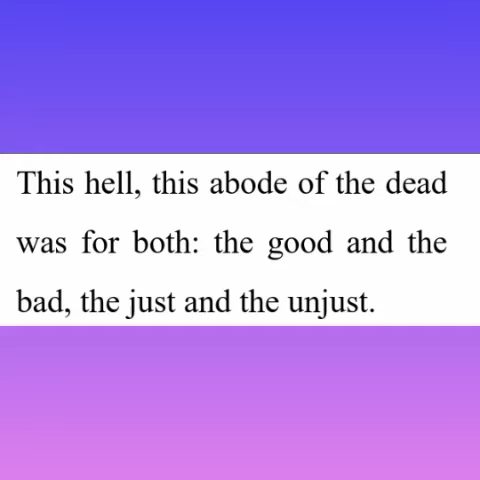 This hell, this abode of the dead
was for both: the good and the
bad, the just and the unjust.